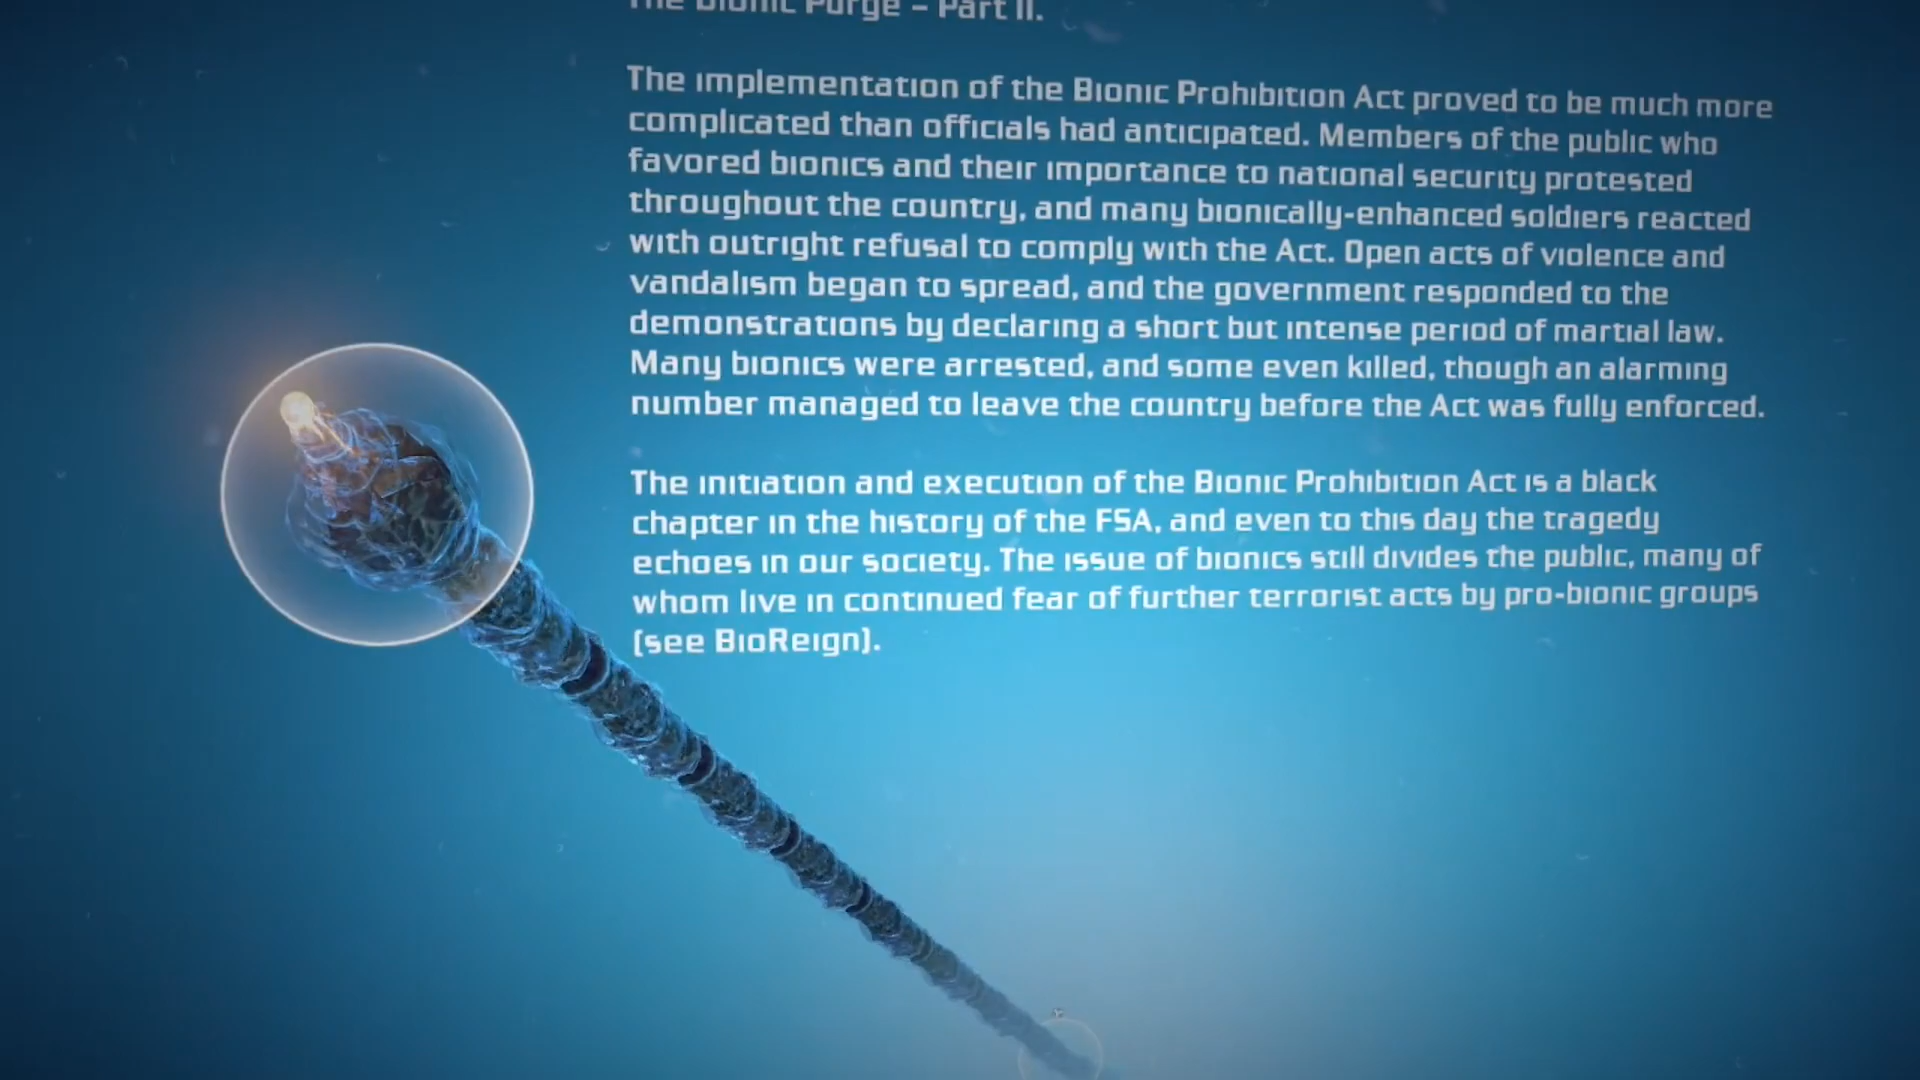 The Bionic Purge – Part II.
The implementation of the Bionic Prohibition Act proved to be much more
complicated than officials had anticipated. Members of the public who
favored bionics and their importance to national security protested
throughout the country, and many bionically-enhanced soldiers reacted
with outright refusal to comply with the Act. Open acts of violence and
vandalism began to spread, and the government responded to the
demonstrations by declaring a short but intense period of martial law.
Many bionics were arrested, and some even killed, though an alarming
number managed to leave the country before the Act was fully enforced.
The initiation and execution of the Bionic Prohibition Act is a black
chapter in the history of the FSA, and even to this day the tragedy
echoes in our society. The issue of bionics still divides the public, many of
whom live in continued fear of further terrorist acts by pro-bionic groups
(see BioReign).